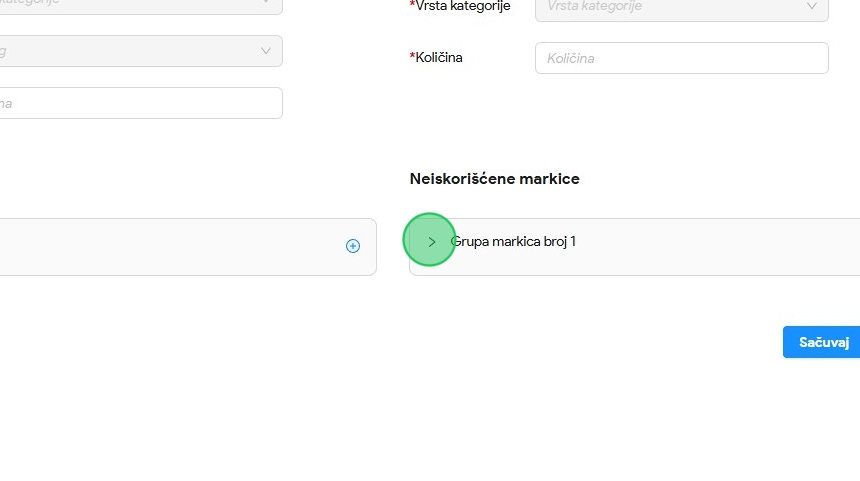 *Vrsta kategorije
Vrsta kategorije
*Količina
Količina
Neiskorišćene markice
Grupa markica broj 1
Sačuvaj